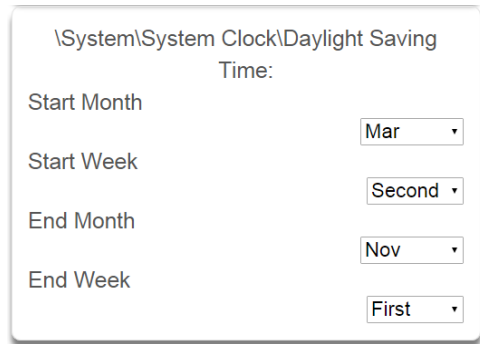 \System\System Clock\Daylight Saving
Time:
Start Month
Mar
Start Week
Second
End Month
Nov
End Week
First